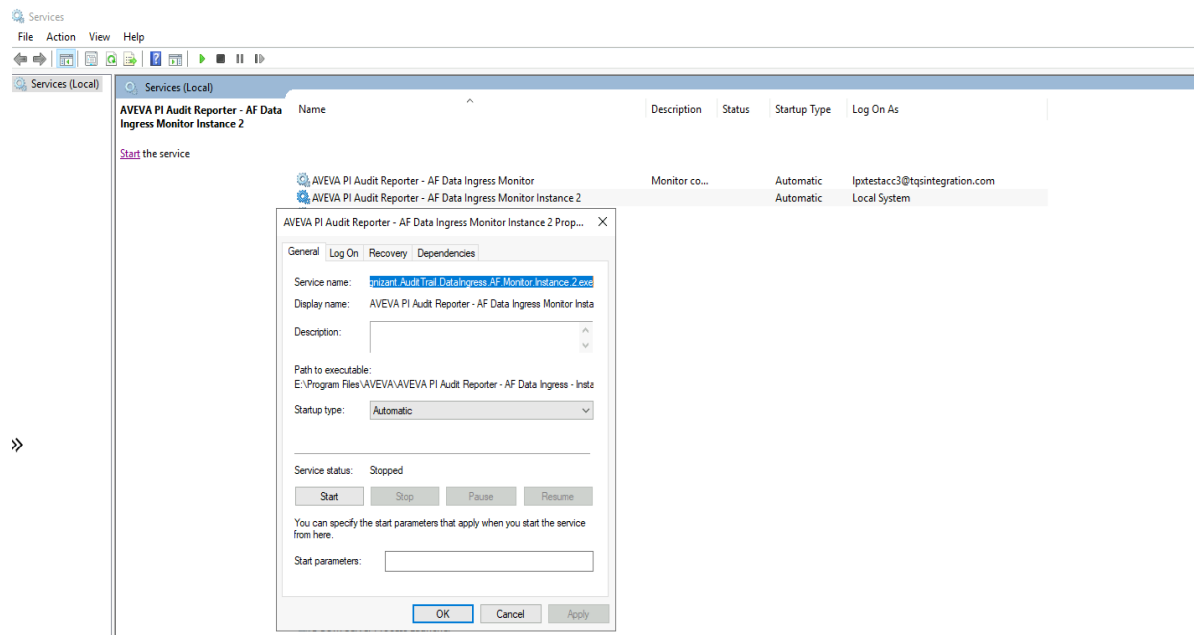 Services
File Action View Help
Services (Local)
Services (Local)
AVEVA PI Audit Reporter - AF Data
Ingress Monitor Instance 2
Start the service
Name Description Status Startup Type Log On As
AVEVA PI Audit Reporter - AF Data Ingress Monitor Monitor co... Automatic lpxtestacc3@tqsintegration.com
AVEVA PI Audit Reporter - AF Data Ingress Monitor Instance 2 Automatic Local System
AVEVA PI Audit Reporter - AF Data Ingress Monitor Instance 2 Prop...
General Log On Recovery Dependencies
Service name: gnizant.AuditTrail.DataIngress.AF.Monitor.Instance.2.exe
Display name: AVEVA PI Audit Reporter - AF Data Ingress Monitor Insta
Description:
Path to executable:
E:\Program Files\AVEVA\AVEVA PI Audit Reporter - AF Data Ingress - Insta
Startup type: Automatic
Service status: Stopped
Start Stop Pause Resume
You can specify the start parameters that apply when you start the service
from here.
Start parameters:
OK Cancel Apply